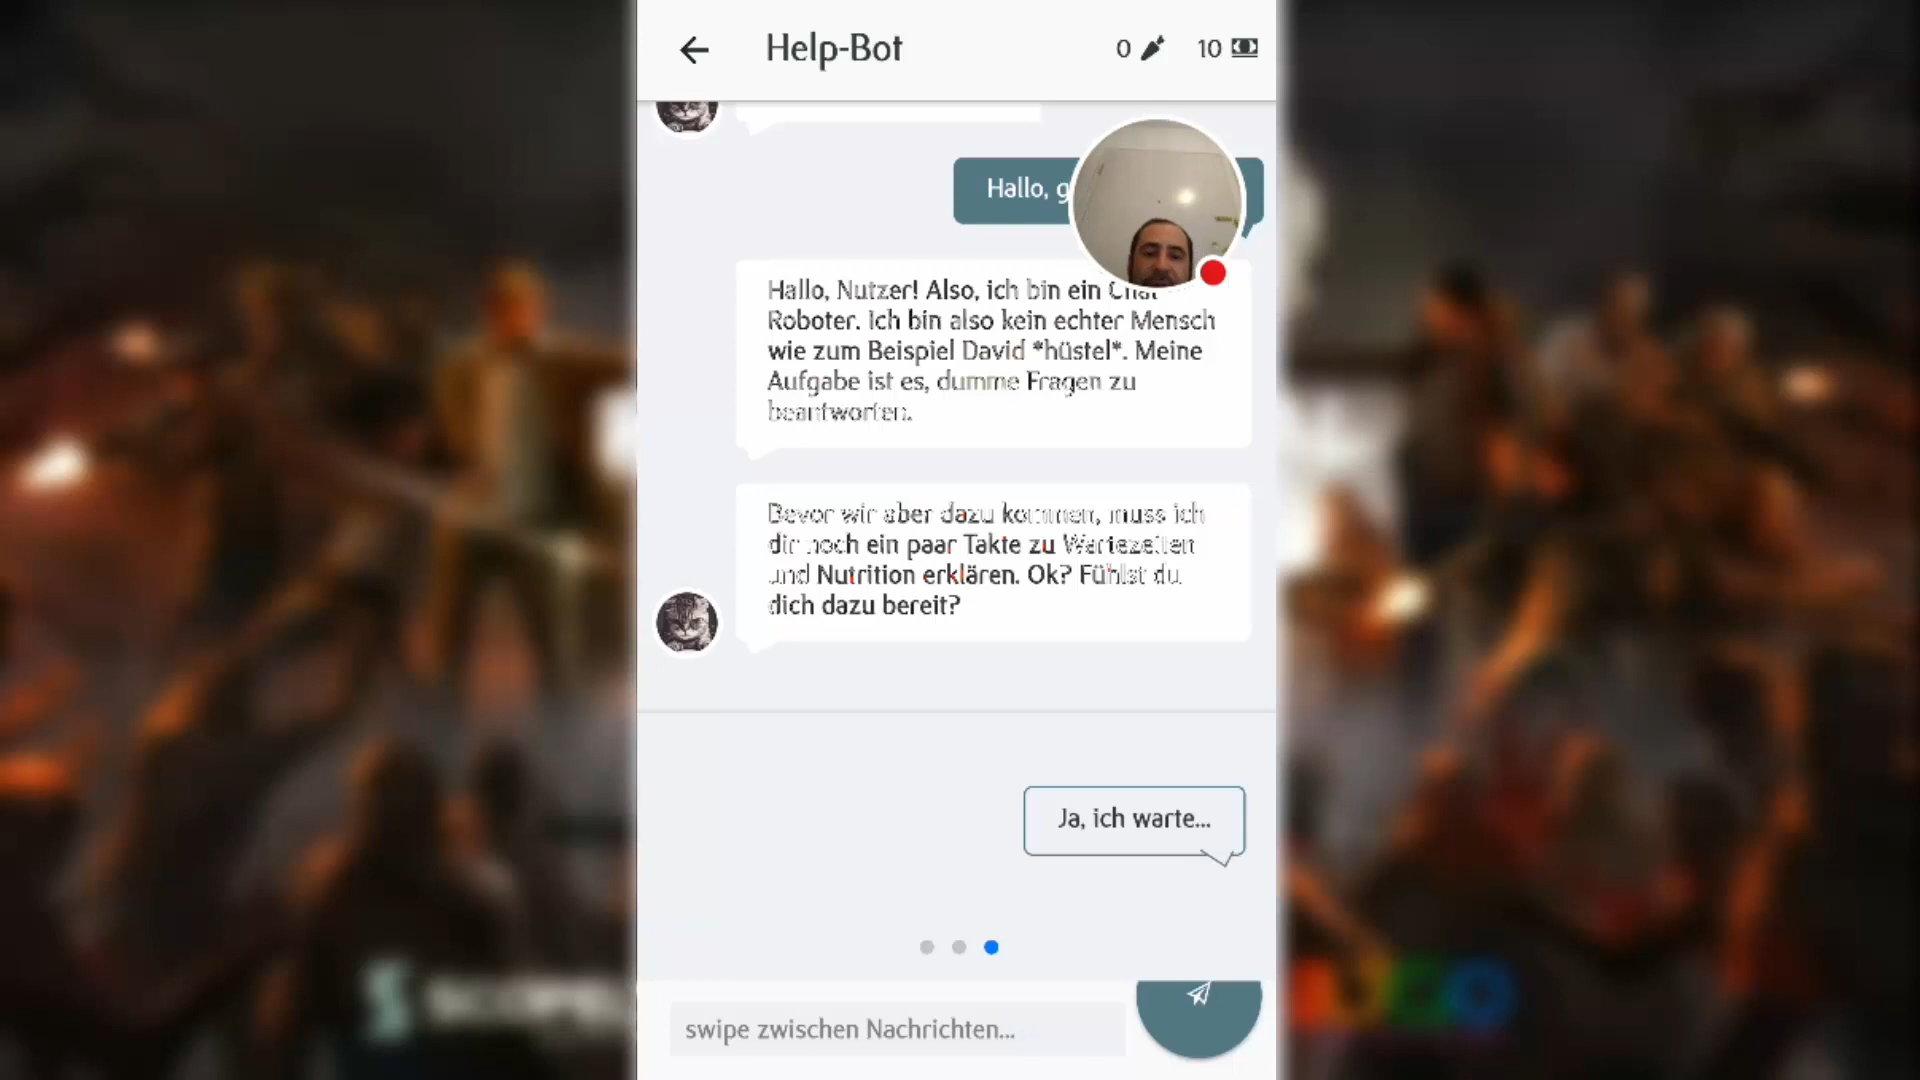 Help-Bot
0
10
Hallo,
Hallo, Nutzer! Also, ich bin ein Chat
Roboter. Ich bin also kein echter Mensch
wie zum Beispiel David *hüstel*. Meine
Aufgabe ist es, dumme Fragen zu
beantworten.
Bevor wir aber dazu kommen, muss ich
dir noch ein paar Takte zu Wartezeiten
und Nutrition erklären. Ok? Fühlst du
dich dazu bereit?
Ja, ich warte...
swipe zwischen Nachrichten...